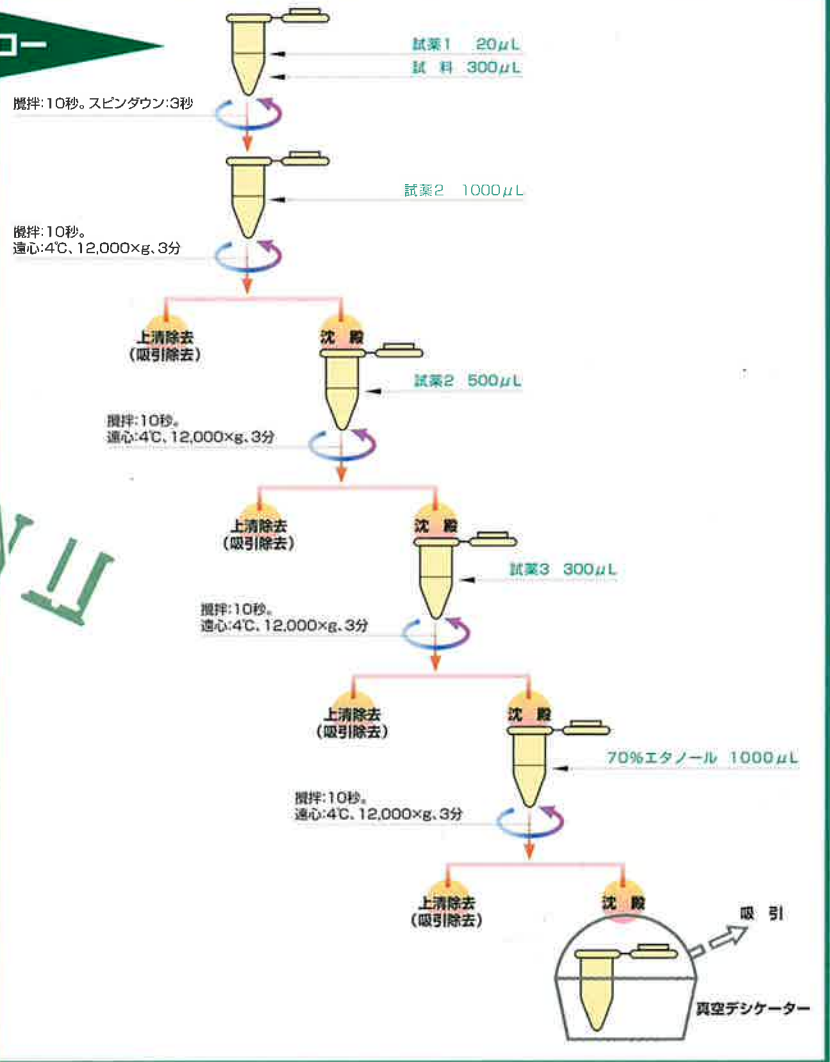 ロー
試薬1 20μL
試 料 300μL
攪拌:10秒。スピンダウン:3秒
試薬2 1000μL
攪拌:10秒。
遠心:4℃、12,000×g、3分
上清除去
(吸引除去)
沈 殿
試薬2 500μL
攪拌:10秒。
遠心:4℃、12,000×g、3分
上清除去
(吸引除去)
沈 殿
試薬3 300μL
攪拌:10秒。
遠心:4℃、12,000×g、3分
上清除去
(吸引除去)
沈 殿
70%エタノール 1000μL
攪拌:10秒。
遠心:4℃、12,000×g、3分
上清除去
(吸引除去)
沈 殿
吸 引
真空デシケーター